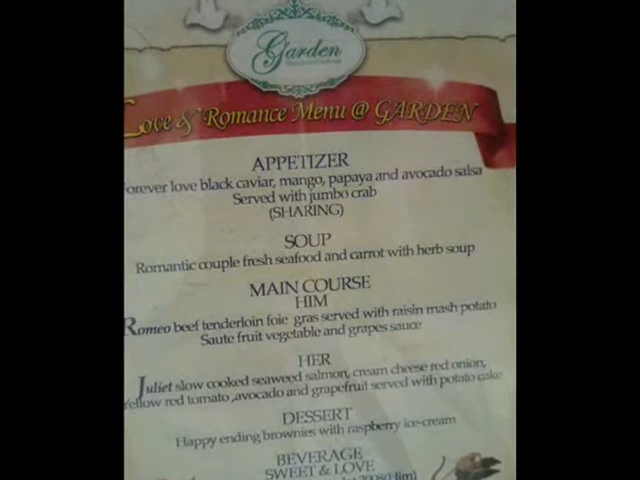 Garden
Love & Romance Menu @ GARDEN
APPETIZER
Forever love black caviar, mango, papaya and avocado salsa
Served with jumbo crab
(SHARING)
SOUP
Romantic couple fresh seafood and carrot with herb soup
MAIN COURSE
HIM
Romeo beef tenderloin foie gras served with raisin mash potato
Saute fruit vegetable and grapes sauce
HER
Juliet slow cooked seaweed salmon, cream cheese red onion,
Yellow red tomato ,avocado and grapefruit served with potato cake
DESSERT
Happy ending brownies with raspberry ice-cream
BEVERAGE
SWEET & LOVE
(Him)